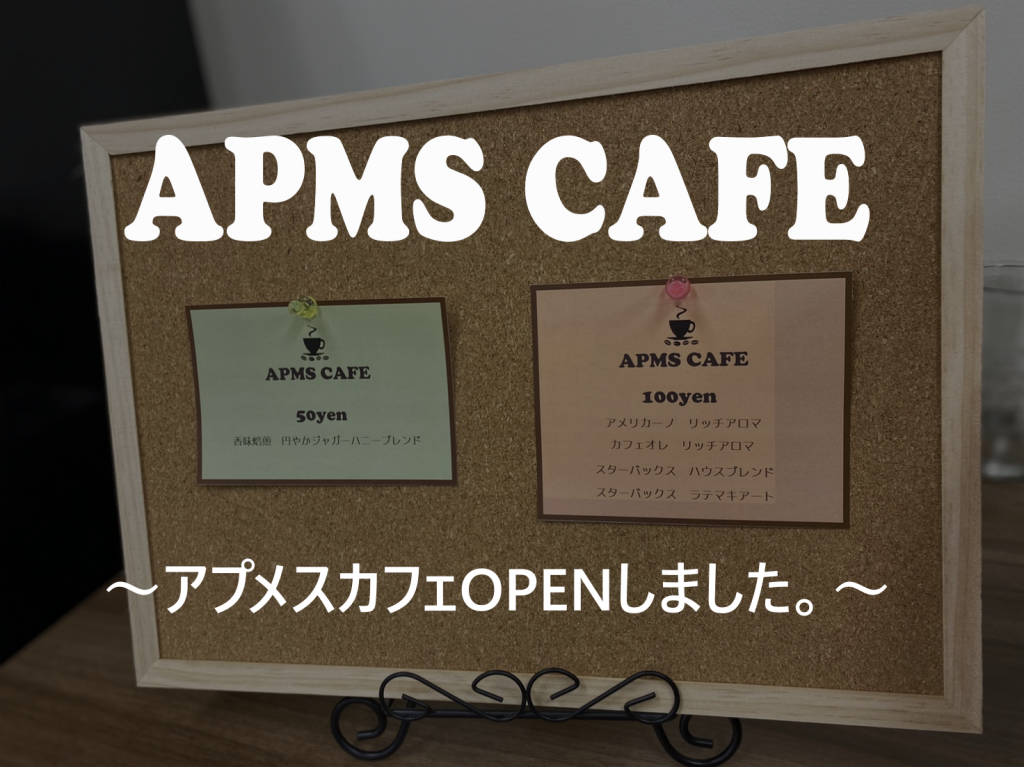 APMS CAFE
APMS CAFE
50yen
香味焙煎 円やかジャガーハニーブレンド
APMS CAFE
100yen
アメリカーノ リッチアロマ
カフェオレ リッチアロマ
スターバックス ハウスブレンド
スターバックス ラテマキアート
～アプメスカフェOPENしました。～